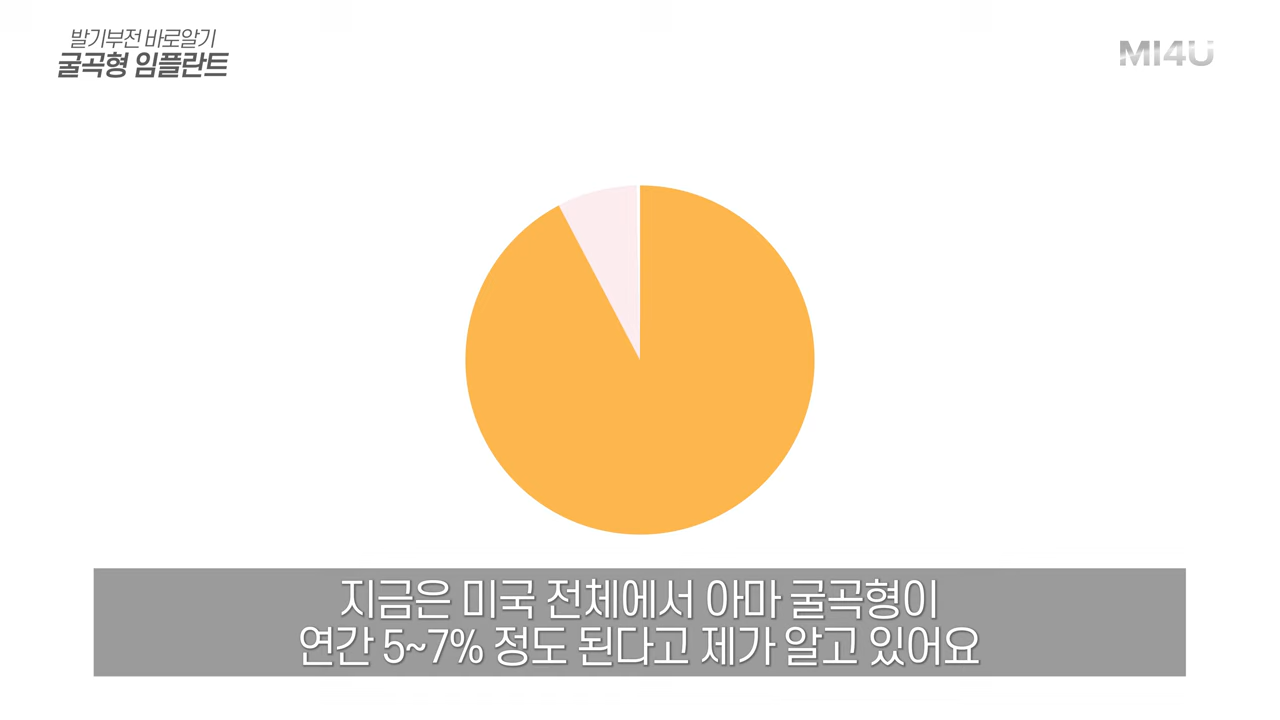 발기부전 바로알기
굴곡형 임플란트
MI4U
지금은 미국 전체에서 아마 굴곡형이
연간 5~7% 정도 된다고 제가 알고 있어요